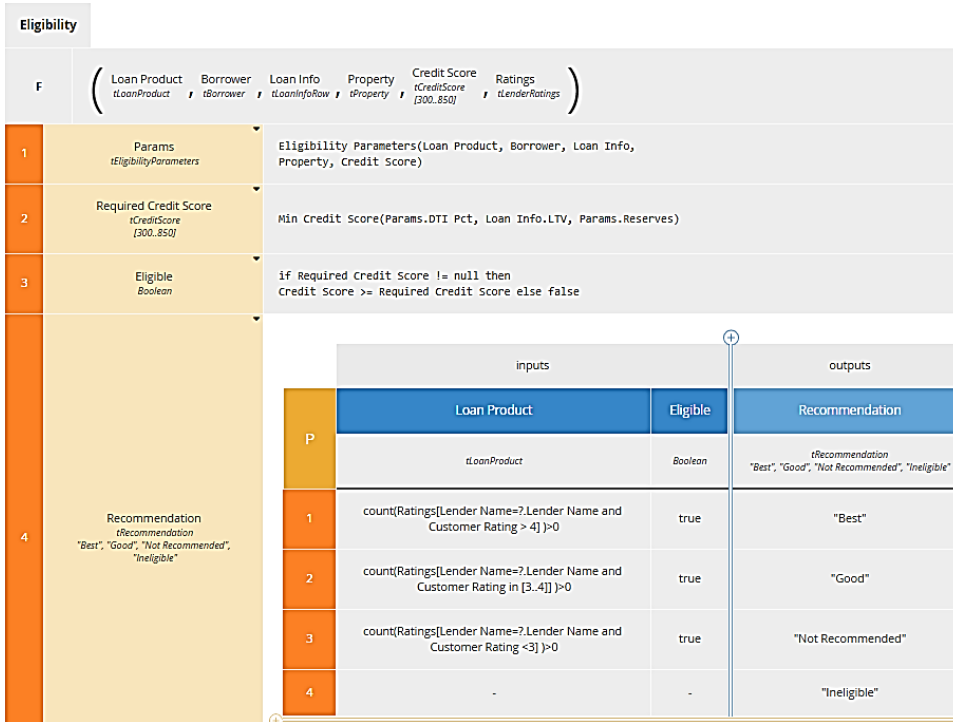 Eligibility
F
( Loan Product , Borrower , Loan Info , Property , Credit Score , Ratings )
tLoanProduct tBorrower tLoanInfoRow tProperty tCreditScore tLenderRatings
[300..850]
1
Params
tEligibilityParameters
Eligibility Parameters(Loan Product, Borrower, Loan Info,
Property, Credit Score)
2
Required Credit Score
tCreditScore
[300..850]
Min Credit Score(Params.DTI Pct, Loan Info.LTV, Params.Reserves)
3
Eligible
Boolean
if Required Credit Score != null then
Credit Score >= Required Credit Score else false
4
Recommendation
tRecommendation
"Best", "Good", "Not Recommended",
"Ineligible"
inputs
outputs
P
Loan Product
Eligible
Recommendation
tLoanProduct
Boolean
tRecommendation
"Best", "Good", "Not Recommended", "Ineligible"
1
count(Ratings[Lender Name=?.Lender Name and
Customer Rating > 4] )>0
true
"Best"
2
count(Ratings[Lender Name=?.Lender Name and
Customer Rating in [3..4]] )>0
true
"Good"
3
count(Ratings[Lender Name=?.Lender Name and
Customer Rating <3] )>0
true
"Not Recommended"
4
-
-
"Ineligible"